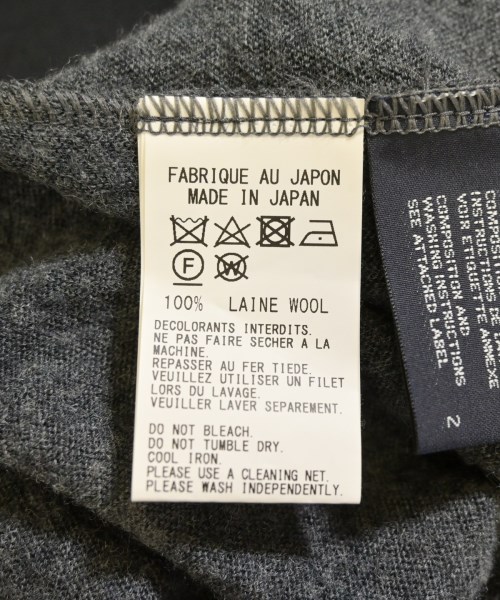 FABRIQUE AU JAPON
MADE IN JAPAN
F
W
100% LAINE WOOL
DECOLORANTS INTERDITS.
NE PAS FAIRE SECHER A LA
MACHINE.
REPASSER AU FER TIEDE.
VEUILLEZ UTILISER UN FILET
LORS DU LAVAGE.
VEUILLER LAVER SEPAREMENT.
DO NOT BLEACH.
DO NOT TUMBLE DRY.
COOL IRON.
PLEASE USE A CLEANING NET.
PLEASE WASH INDEPENDENTLY.
INSTRUCTIONS DE
VOIR ETIQUETTE ANNEXE
COMPOSITION AND
WASHING INSTRUCTIONS
SEE ATTACHED LABEL
2